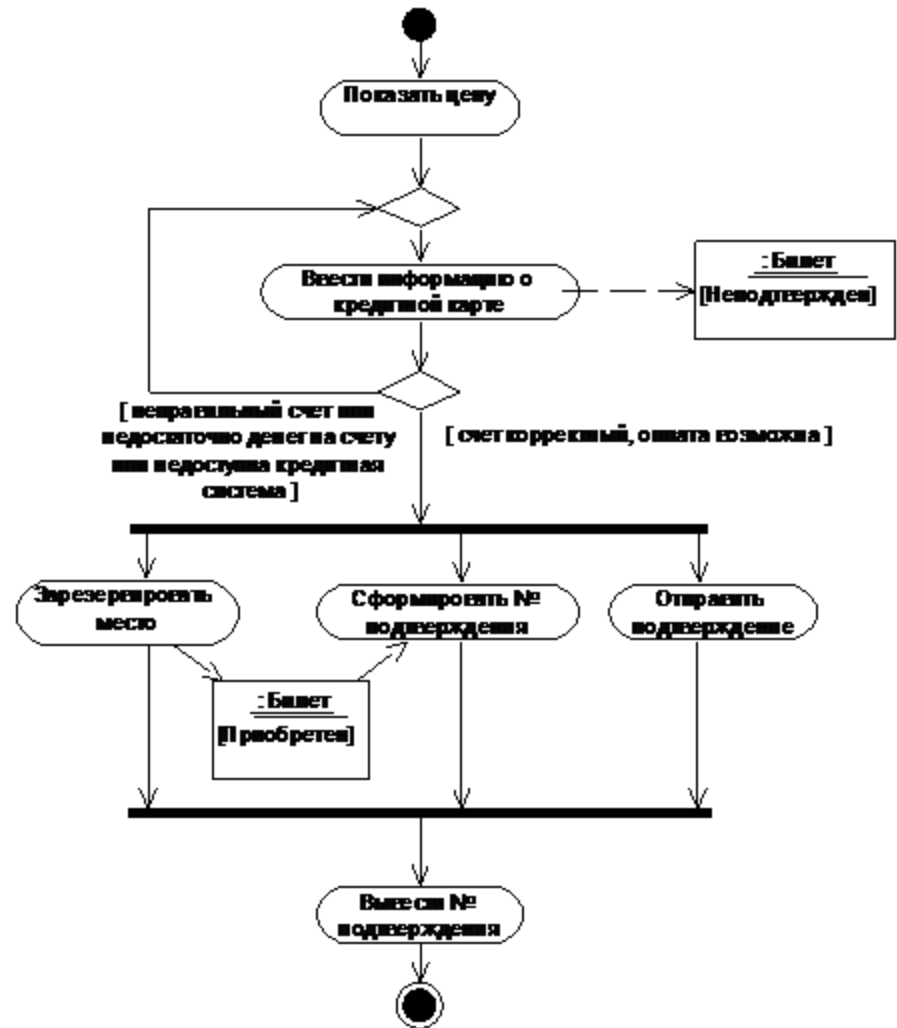 Показать цену
Ввести информацию о
кредитной карте
: Билет
[Неподтвержден]
[ неправильный счет или
недостаточно денег на счету
или недоступна кредитная
система ]
[ счет корректный, оплата возможна ]
Зарезервировать
место
Сформировать №
подтверждения
Отправить
подтверждение
: Билет
[Приобретен]
Вывести №
подтверждения